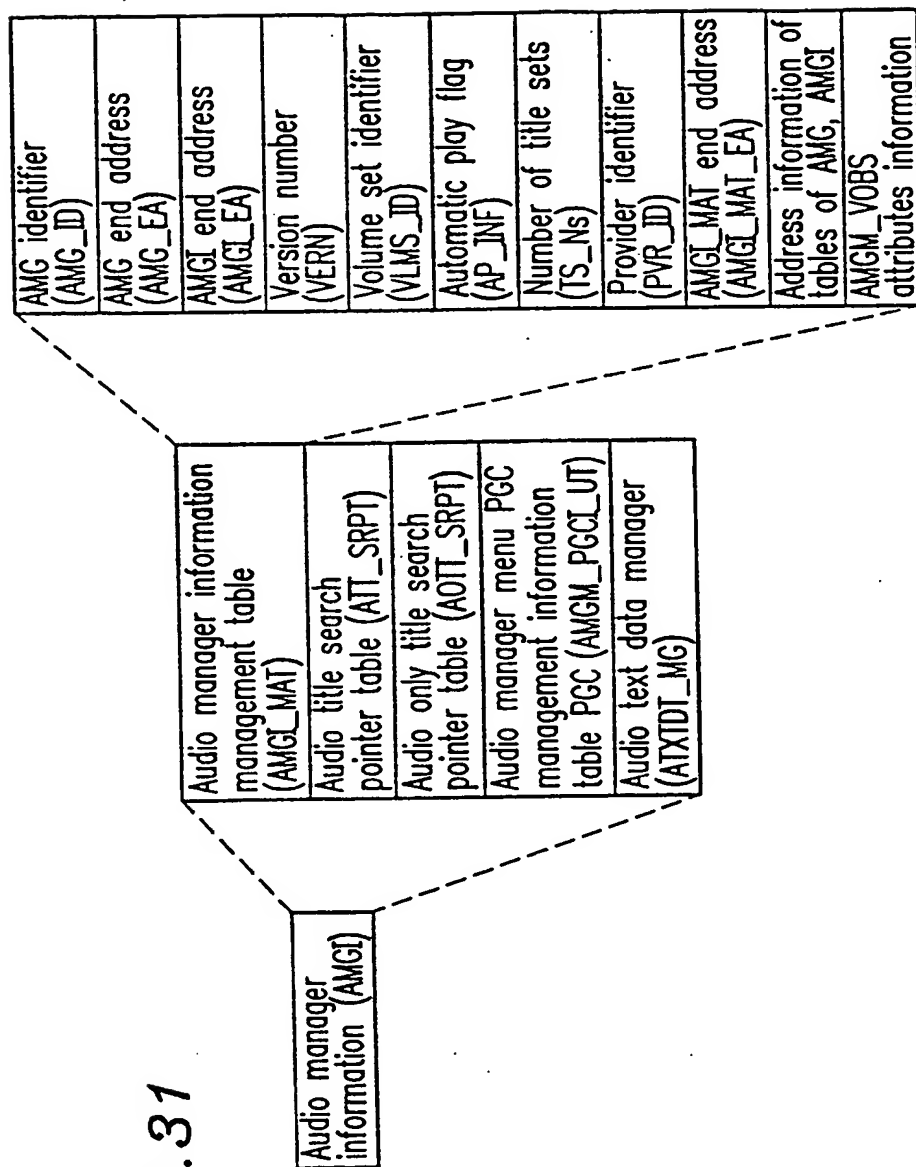 .31
Audio manager
information (AMGI)
Audio manager information
management table
(AMGI_MAT)
Audio title search
pointer table (ATT_SRPT)
Audio only title search
pointer table (AOTT_SRPT)
Audio manager menu PGC
management information
table PGC (AMGM_PGCI_UT)
Audio text data manager
(ATXTDT_MG)
AMG identifier
(AMG_ID)
AMG end address
(AMG_EA)
AMGI end address
(AMGI_EA)
Version number
(VERN)
Volume set identifier
(VLMS_ID)
Automatic play flag
(AP_INF)
Number of title sets
(TS_Ns)
Provider identifier
(PVR_ID)
AMGI_MAT end address
(AMGI_MAT_EA)
Address information of
tables of AMG, AMGI
AMGM_VOBS
attributes information